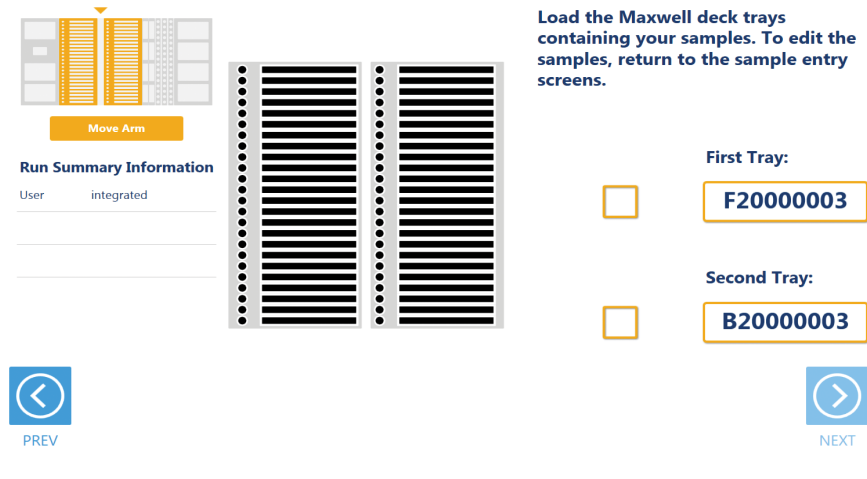 Move Arm
Run Summary Information
User integrated
PREV
Load the Maxwell deck trays
containing your samples. To edit the
samples, return to the sample entry
screens.
First Tray:
F20000003
Second Tray:
B20000003
NEXT